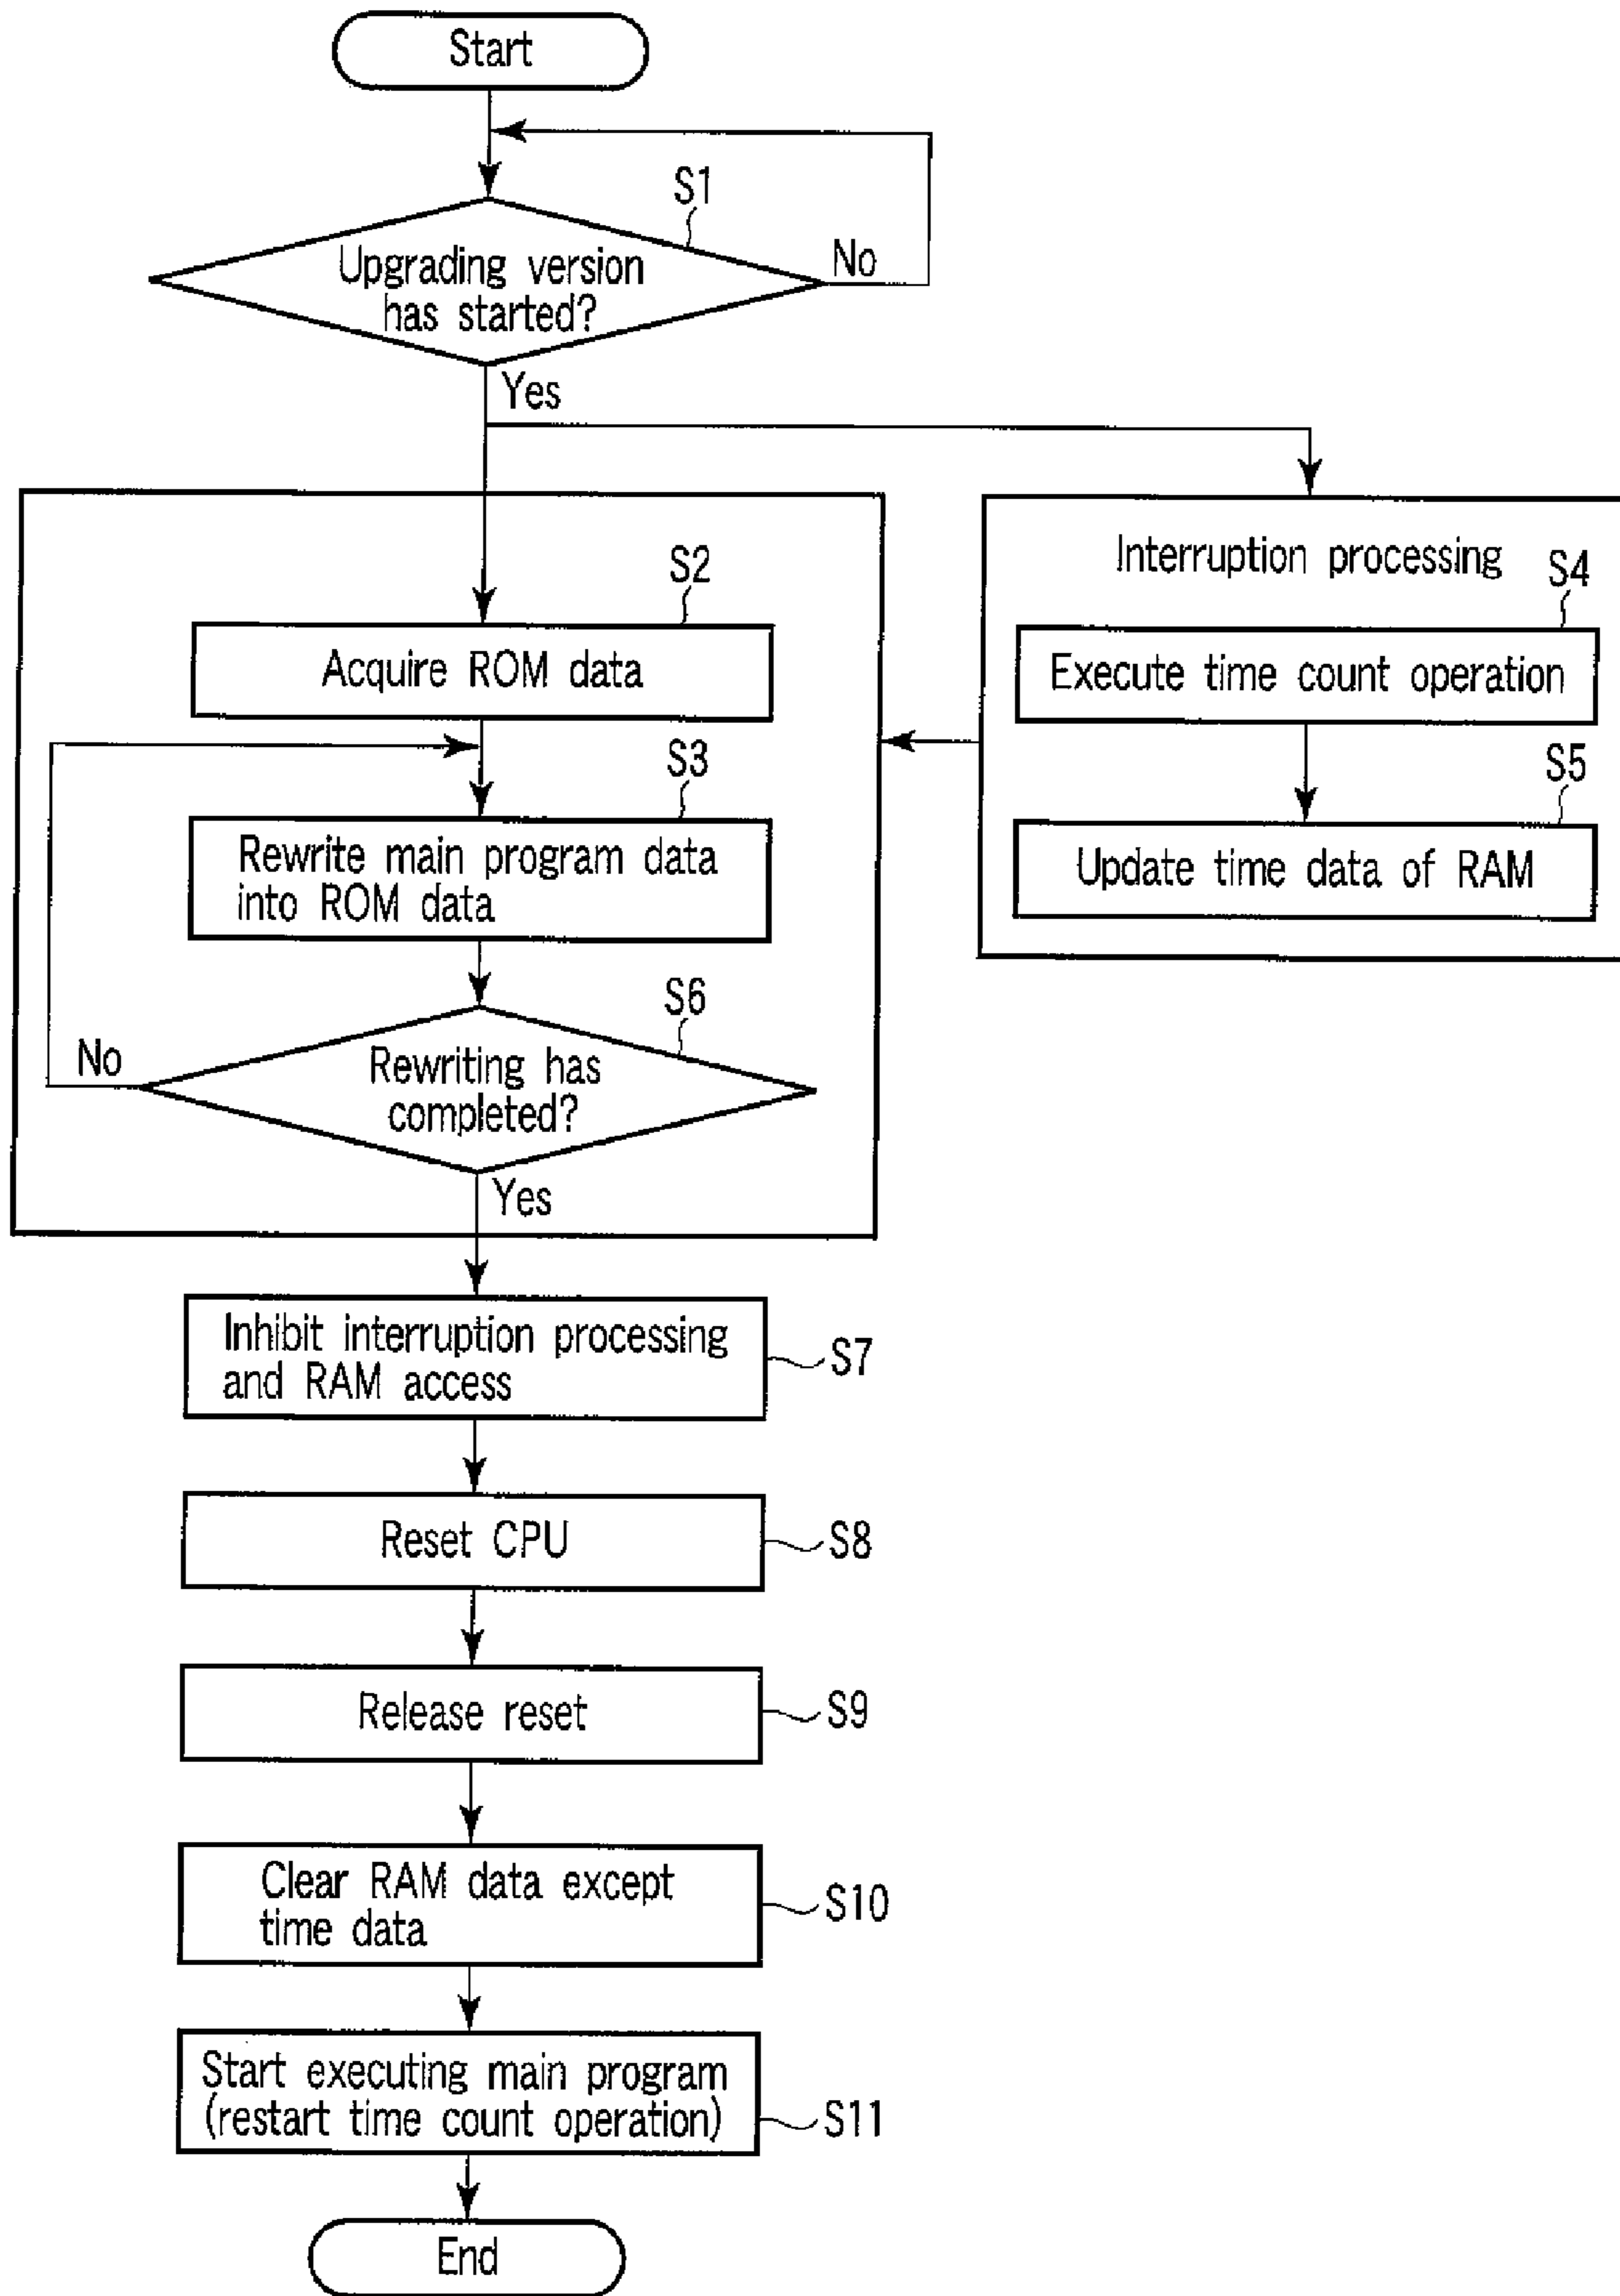 Start
S1
Upgrading version
has started?
No
Yes
Interruption processing
S2
S4
Acquire ROM data
Execute time count operation
S3
S5
Rewrite main program data
into ROM data
Update time data of RAM
S6
No
Rewriting has
completed?
Yes
Inhibit interruption processing
and RAM access
S7
Reset CPU
S8
Release reset
S9
Clear RAM data except
time data
S10
Start executing main program
(restart time count operation)
S11
End